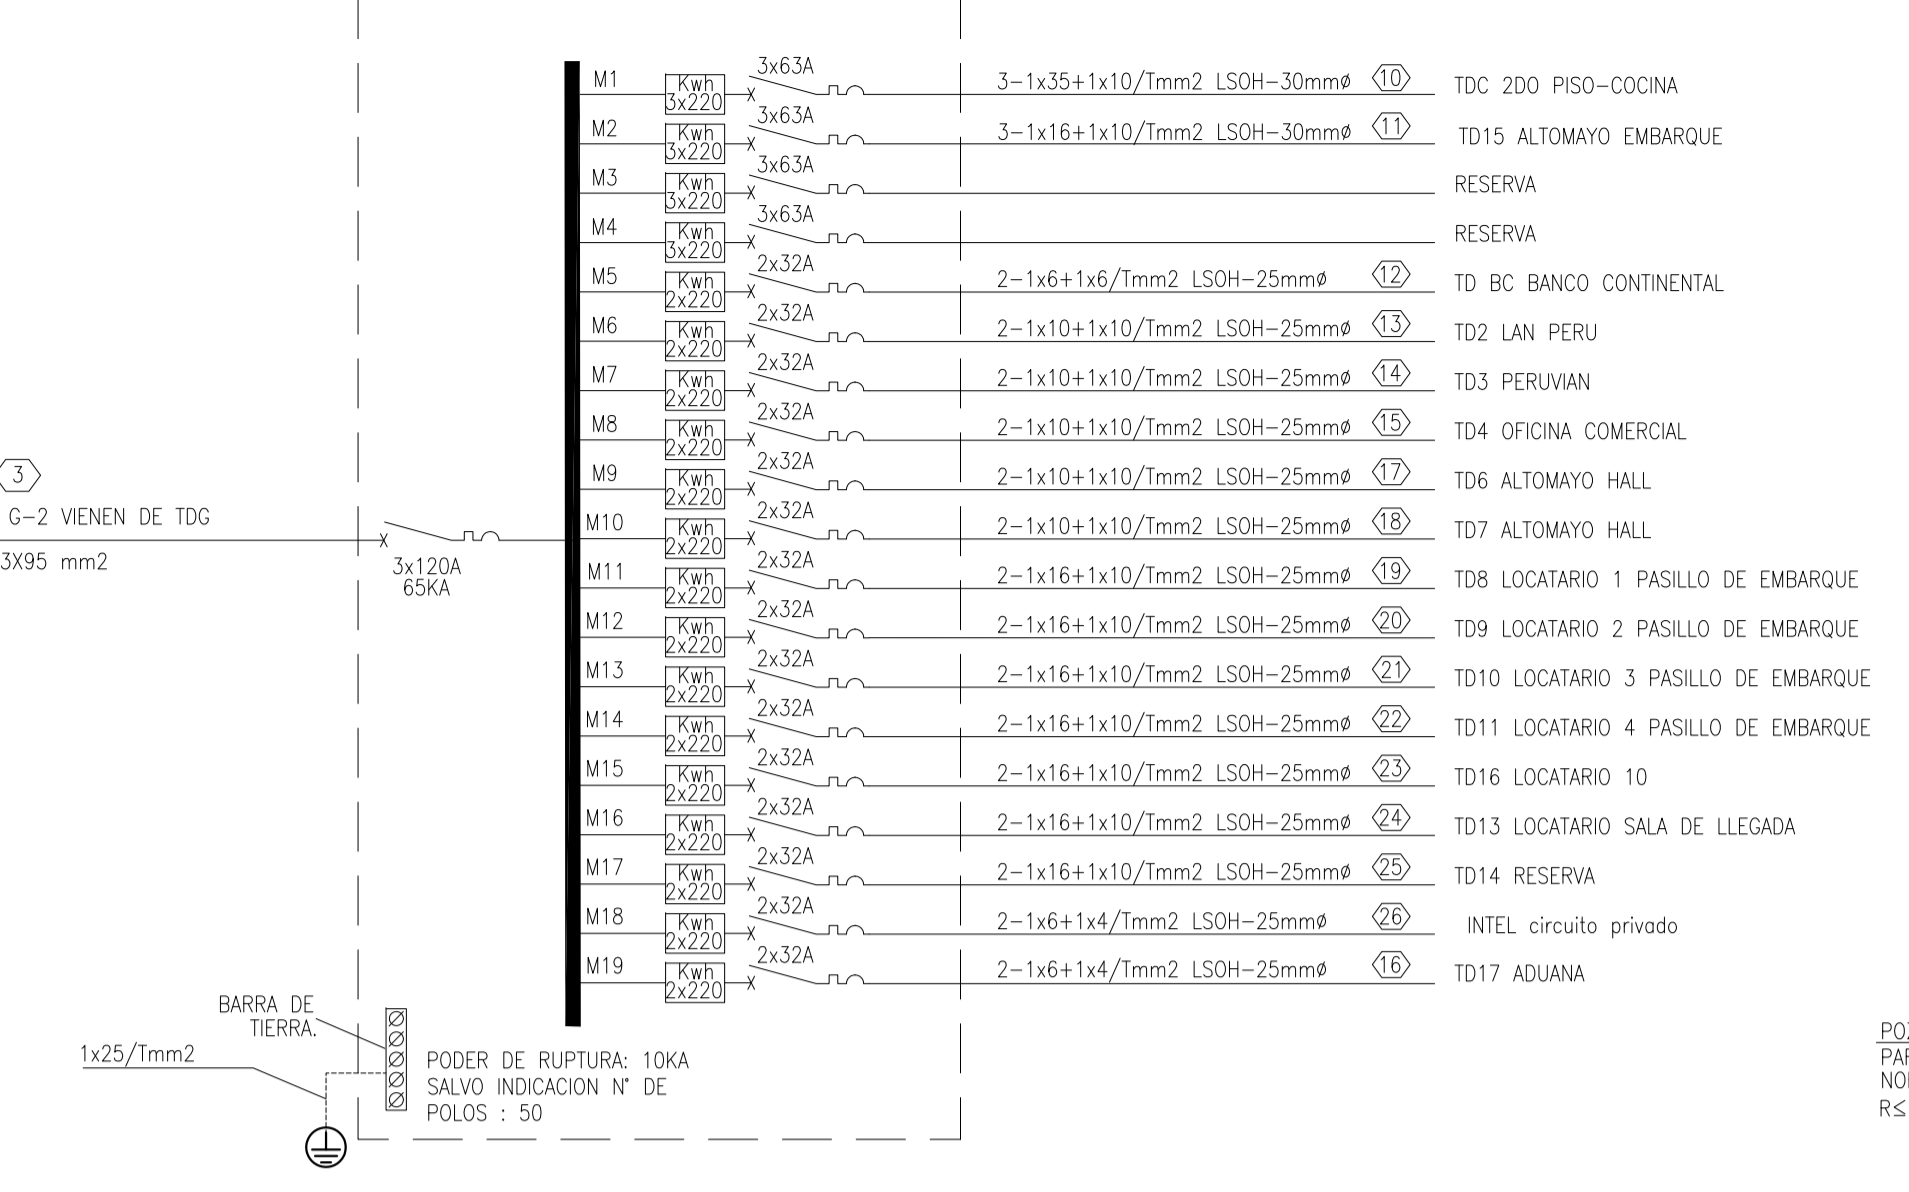 M1 Kwh 3x220 3x63A 3-1x35+1x10/Tmm2 LSOH-30mmø 10 TDC 2DO PISO-COCINA
M2 Kwh 3x220 3x63A 3-1x16+1x10/Tmm2 LSOH-30mmø 11 TD15 ALTOMAYO EMBARQUE
M3 Kwh 3x220 3x63A RESERVA
M4 Kwh 3x220 3x63A RESERVA
M5 Kwh 2x220 2x32A 2-1x6+1x6/Tmm2 LSOH-25mmø 12 TD BC BANCO CONTINENTAL
M6 Kwh 2x220 2x32A 2-1x10+1x10/Tmm2 LSOH-25mmø 13 TD2 LAN PERU
M7 Kwh 2x220 2x32A 2-1x10+1x10/Tmm2 LSOH-25mmø 14 TD3 PERUVIAN
M8 Kwh 2x220 2x32A 2-1x10+1x10/Tmm2 LSOH-25mmø 15 TD4 OFICINA COMERCIAL
M9 Kwh 2x220 2x32A 2-1x10+1x10/Tmm2 LSOH-25mmø 17 TD6 ALTOMAYO HALL
M10 Kwh 2x220 2x32A 2-1x10+1x10/Tmm2 LSOH-25mmø 18 TD7 ALTOMAYO HALL
M11 Kwh 2x220 2x32A 2-1x16+1x10/Tmm2 LSOH-25mmø 19 TD8 LOCATARIO 1 PASILLO DE EMBARQUE
M12 Kwh 2x220 2x32A 2-1x16+1x10/Tmm2 LSOH-25mmø 20 TD9 LOCATARIO 2 PASILLO DE EMBARQUE
M13 Kwh 2x220 2x32A 2-1x16+1x10/Tmm2 LSOH-25mmø 21 TD10 LOCATARIO 3 PASILLO DE EMBARQUE
M14 Kwh 2x220 2x32A 2-1x16+1x10/Tmm2 LSOH-25mmø 22 TD11 LOCATARIO 4 PASILLO DE EMBARQUE
M15 Kwh 2x220 2x32A 2-1x16+1x10/Tmm2 LSOH-25mmø 23 TD16 LOCATARIO 10
M16 Kwh 2x220 2x32A 2-1x16+1x10/Tmm2 LSOH-25mmø 24 TD13 LOCATARIO SALA DE LLEGADA
M17 Kwh 2x220 2x32A 2-1x16+1x10/Tmm2 LSOH-25mmø 25 TD14 RESERVA
M18 Kwh 2x220 2x32A 2-1x6+1x4/Tmm2 LSOH-25mmø 26 INTEL circuito privado
M19 Kwh 2x220 2x32A 2-1x6+1x4/Tmm2 LSOH-25mmø 16 TD17 ADUANA
3
G-2 VIENEN DE TDG
3X95 mm2
3x120A
65KA
BARRA DE
TIERRA.
1x25/Tmm2
PODER DE RUPTURA: 10KA
SALVO INDICACION N° DE
POLOS : 50
R≤